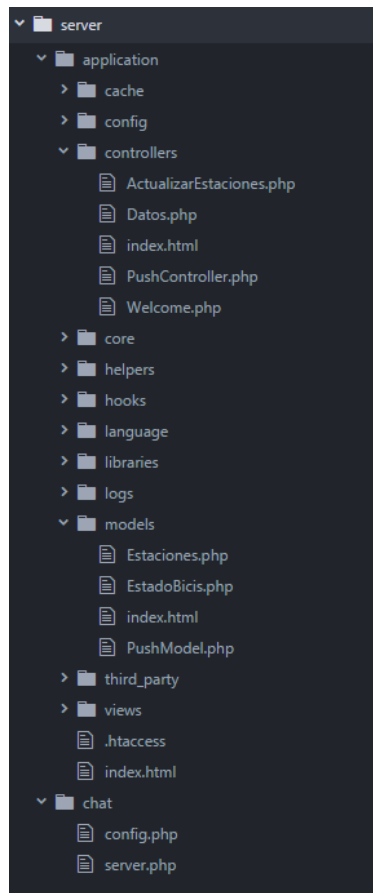 server
application
cache
config
controllers
ActualizarEstaciones.php
Datos.php
index.html
PushController.php
Welcome.php
core
helpers
hooks
language
libraries
logs
models
Estaciones.php
EstadoBicis.php
index.html
PushModel.php
third_party
views
.htaccess
index.html
chat
config.php
server.php